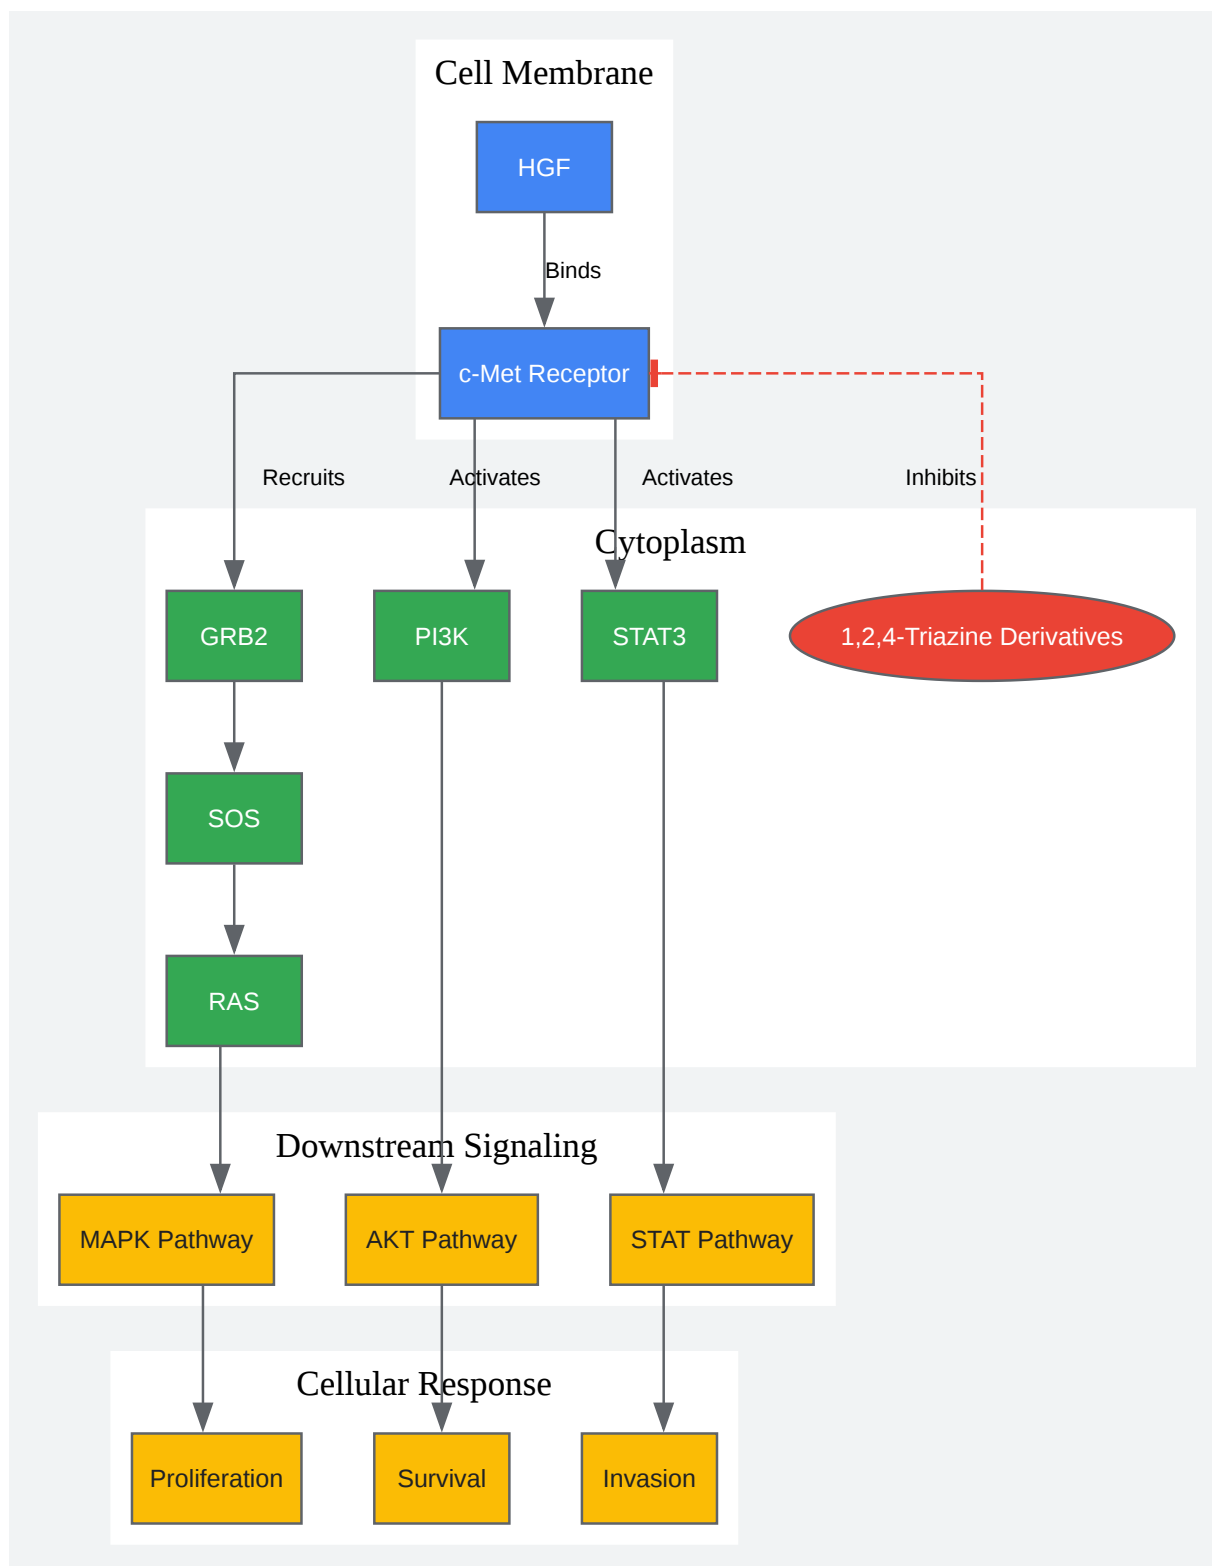 Cell Membrane
HGF
Binds
c-Met Receptor
Recruits
Activates
Activates
Inhibits
Cytoplasm
GRB2
PI3K
STAT3
1,2,4-Triazine Derivatives
SOS
RAS
Downstream Signaling
MAPK Pathway
AKT Pathway
STAT Pathway
Cellular Response
Proliferation
Survival
Invasion